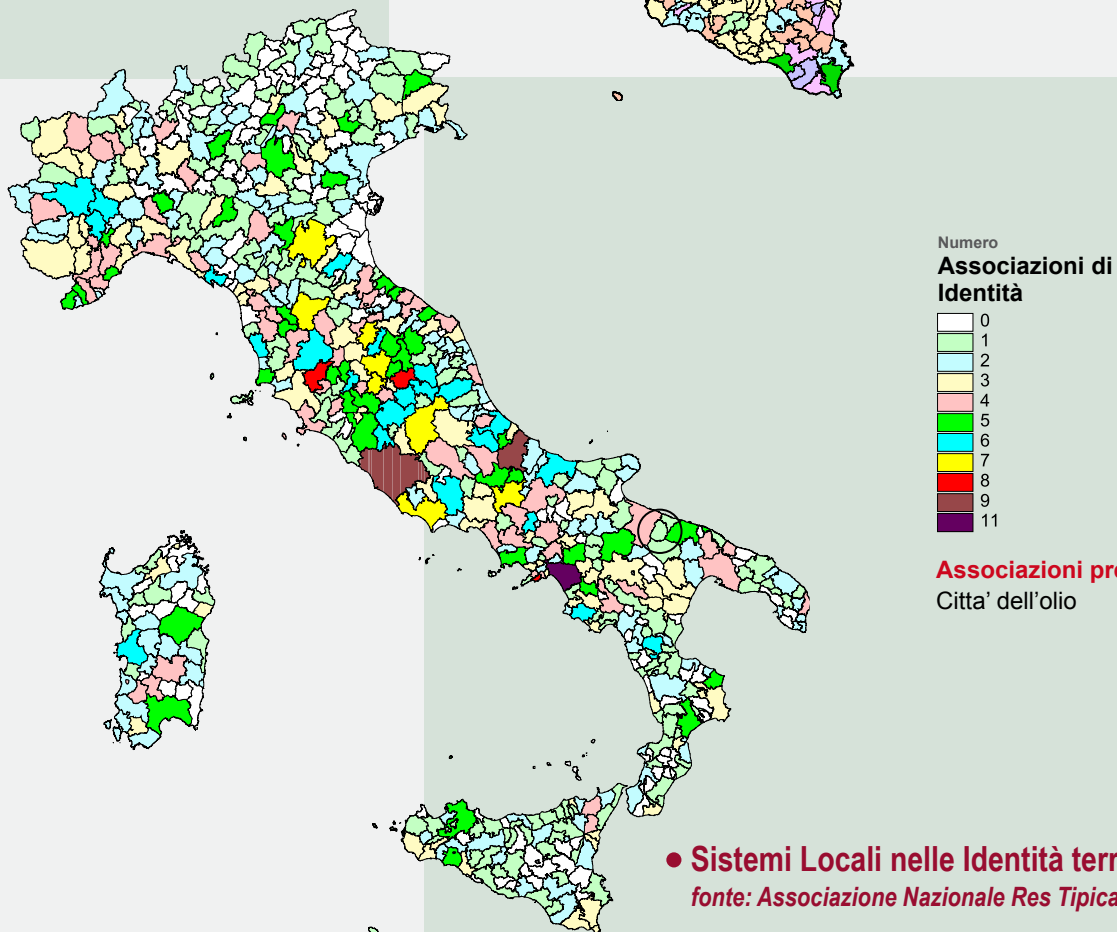 Numero
Associazioni di
Identità
0
1
2
3
4
5
6
7
8
9
11
Associazioni pre
Citta' dell'olio
• Sistemi Locali nelle Identità terr
fonte: Associazione Nazionale Res Tipica